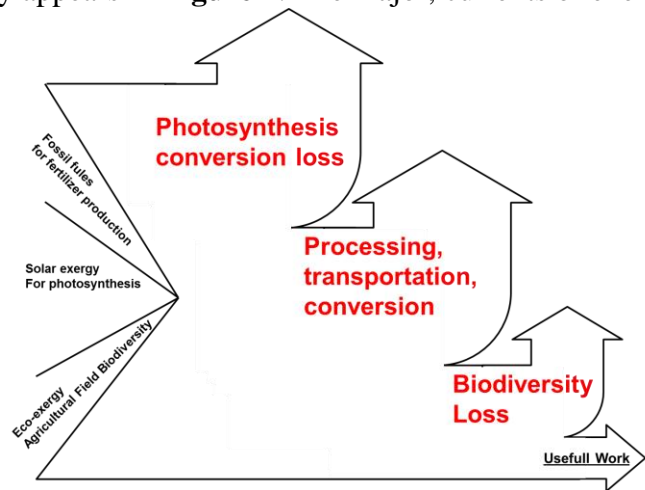 Photosynthesis
conversion loss
Fossil fules
for fertilizer production
Processing,
transportation,
conversion
Solar exergy
For photosynthesis
Eco-exergy
Agricultural Field Biodiversity
Biodiversity
Loss
Usefull Work